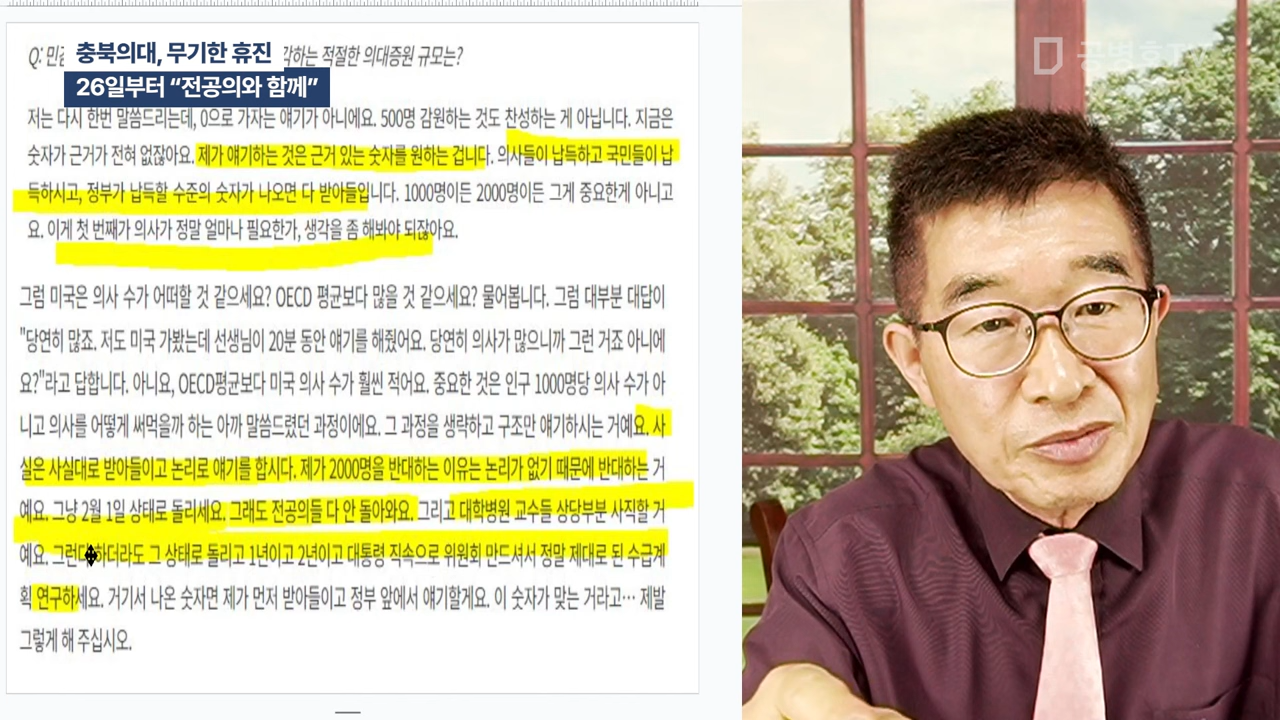 충북의대, 무기한 휴진
26일부터 “전공의와 함께”
Q: 민 하는 적절한 의대증원 규모는?
저는 다시 한번 말씀드리는데, 0으로 가자는 얘기가 아니에요. 500명 감원하는 것도 찬성하는 게 아닙니다. 지금은
숫자가 근거가 전혀 없잖아요. 제가 얘기하는 것은 근거 있는 숫자를 원하는 겁니다. 의사들이 납득하고 국민들이 납
득하시고, 정부가 납득할 수준의 숫자가 나오면 다 받아들입니다. 1000명이든 2000명이든 그게 중요한게 아니고
요. 이게 첫 번째가 의사가 정말 얼마나 필요한가, 생각을 좀 해봐야 되잖아요.
그럼 미국은 의사 수가 어떠할 것 같으세요? OECD 평균보다 많을 것 같으세요? 물어봅니다. 그럼 대부분 대답이
"당연히 많죠. 저도 미국 가봤는데 선생님이 20분 동안 얘기를 해줬어요. 당연히 의사가 많으니까 그런 거죠 아니에
요?"라고 답합니다. 아니요, OECD평균보다 미국 의사 수가 훨씬 적어요. 중요한 것은 인구 1000명당 의사 수가 아
니고 의사를 어떻게 써먹을까 하는 아까 말씀드렸던 과정이에요. 그 과정을 생략하고 구조만 얘기하시는 거예요. 사
실은 사실대로 받아들이고 논리로 얘기를 합시다. 제가 2000명을 반대하는 이유는 논리가 없기 때문에 반대하는 거
예요. 그냥 2월 1일 상태로 돌리세요. 그래도 전공의들 다 안 돌아와요. 그리고 대학병원 교수들 상당부분 사직할 거
예요. 그런다 하더라도 그 상태로 돌리고 1년이고 2년이고 대통령 직속으로 위원회 만드셔서 정말 제대로 된 수급계
획 연구하세요. 거기서 나온 숫자면 제가 먼저 받아들이고 정부 앞에서 얘기할게요. 이 숫자가 맞는 거라고… 제발
그렇게 해 주십시오.
공병호TV